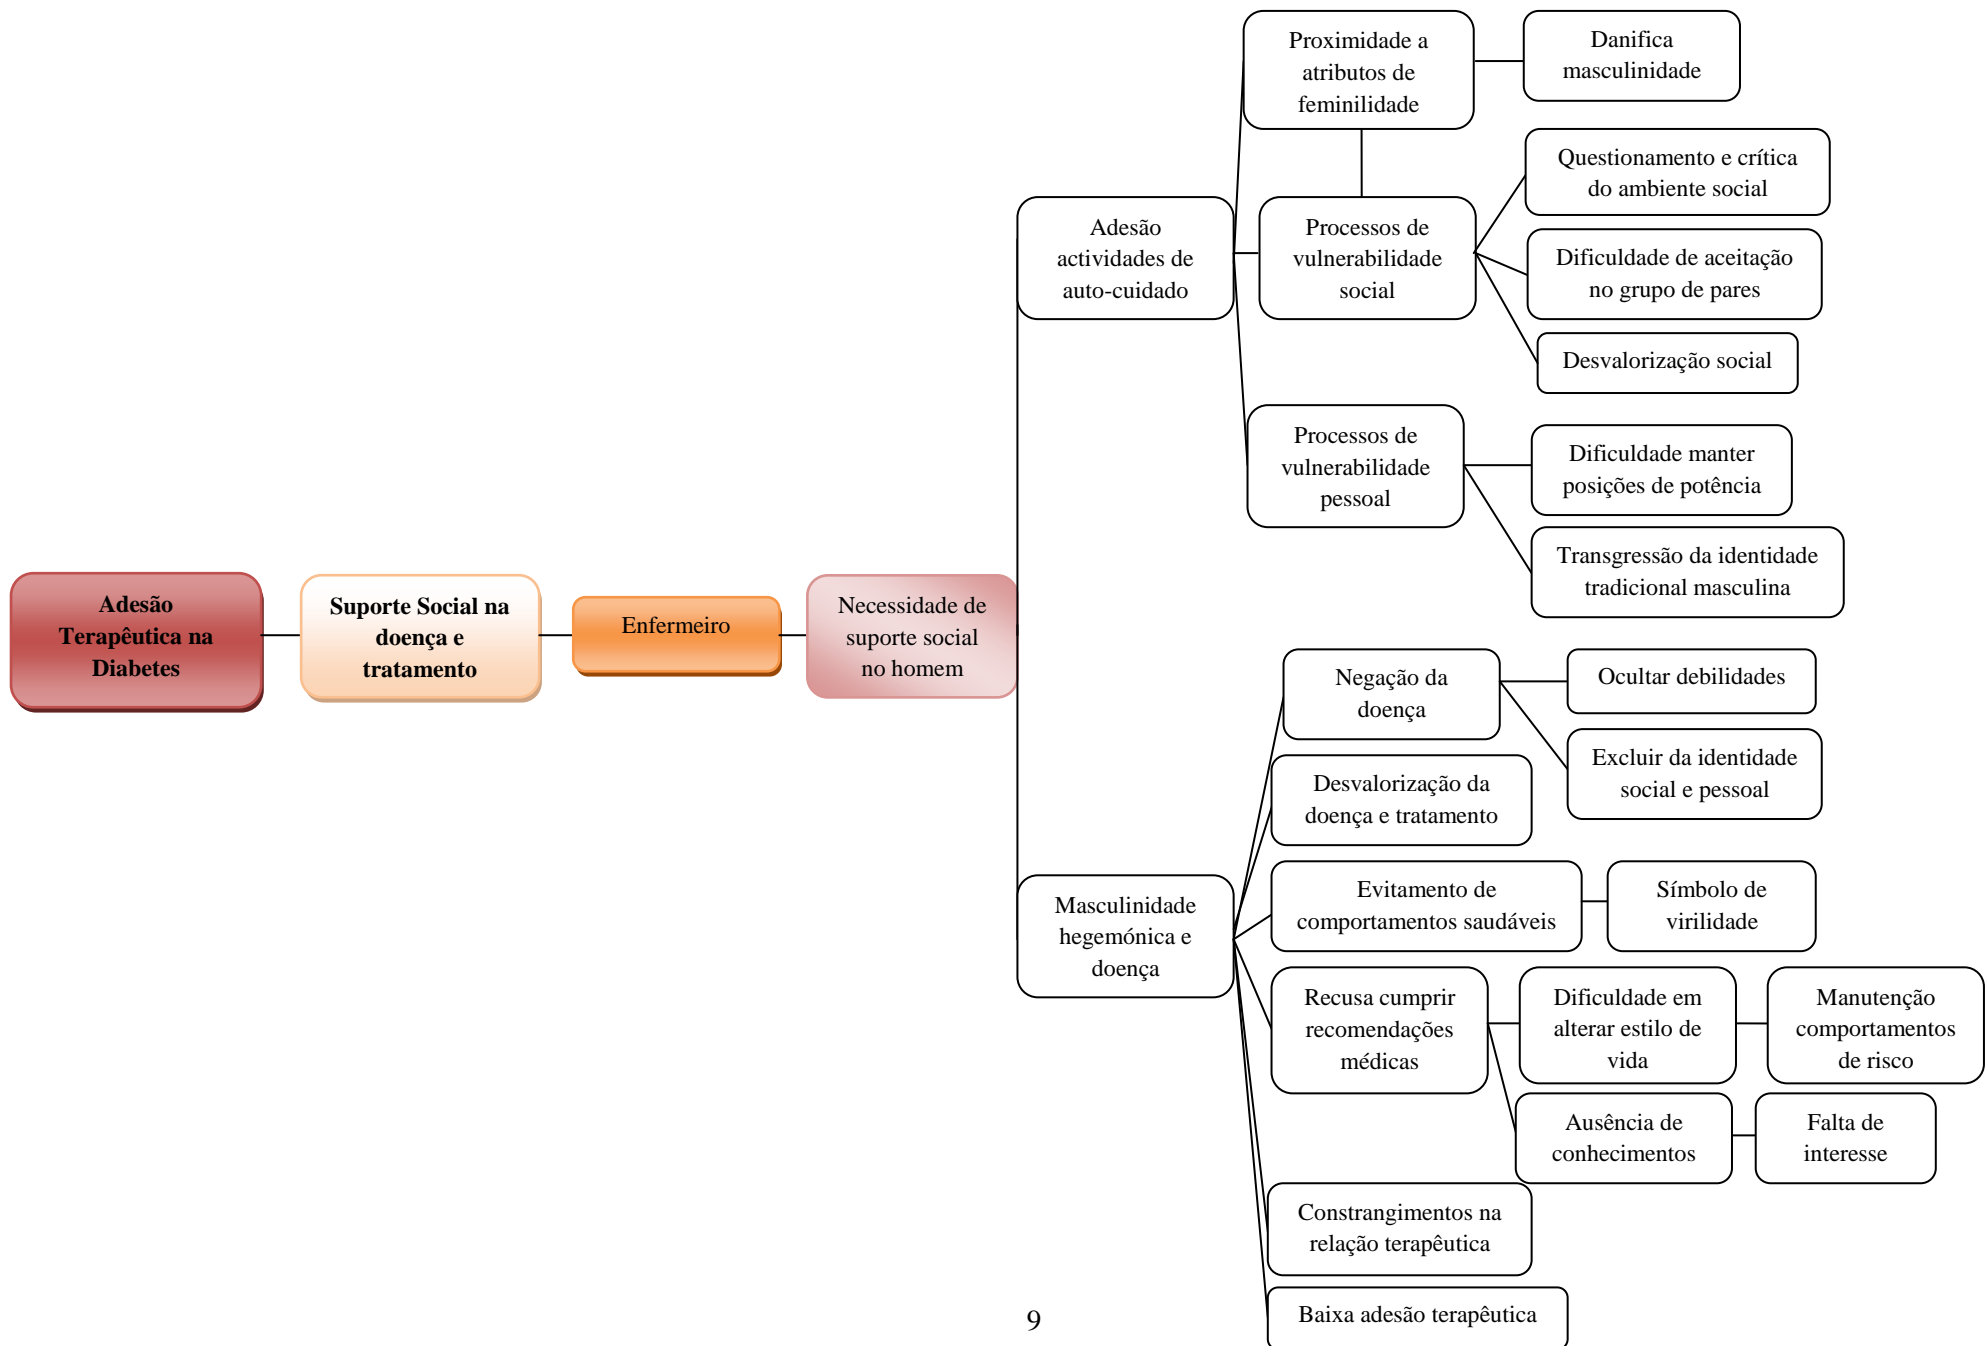 Adesão
Terapêutica na
Diabetes
Suporte Social na
doença e
tratamento
Enfermeiro
Necessidade de
suporte social
no homem
Adesão
actividades de
auto-cuidado
Proximidade a
atributos de
feminilidade
Danifica
masculinidade
Processos de
vulnerabilidade
social
Questionamento e crítica
do ambiente social
Dificuldade de aceitação
no grupo de pares
Desvalorização social
Processos de
vulnerabilidade
pessoal
Dificuldade manter
posições de potência
Transgressão da identidade
tradicional masculina
Masculinidade
hegemónica e
doença
Negação da
doença
Ocultar debilidades
Excluir da identidade
social e pessoal
Desvalorização da
doença e tratamento
Evitamento de
comportamentos saudáveis
Símbolo de
virilidade
Recusa cumprir
recomendações
médicas
Dificuldade em
alterar estilo de
vida
Manutenção
comportamentos
de risco
Ausência de
conhecimentos
Falta de
interesse
Constrangimentos na
relação terapêutica
Baixa adesão terapêutica
9